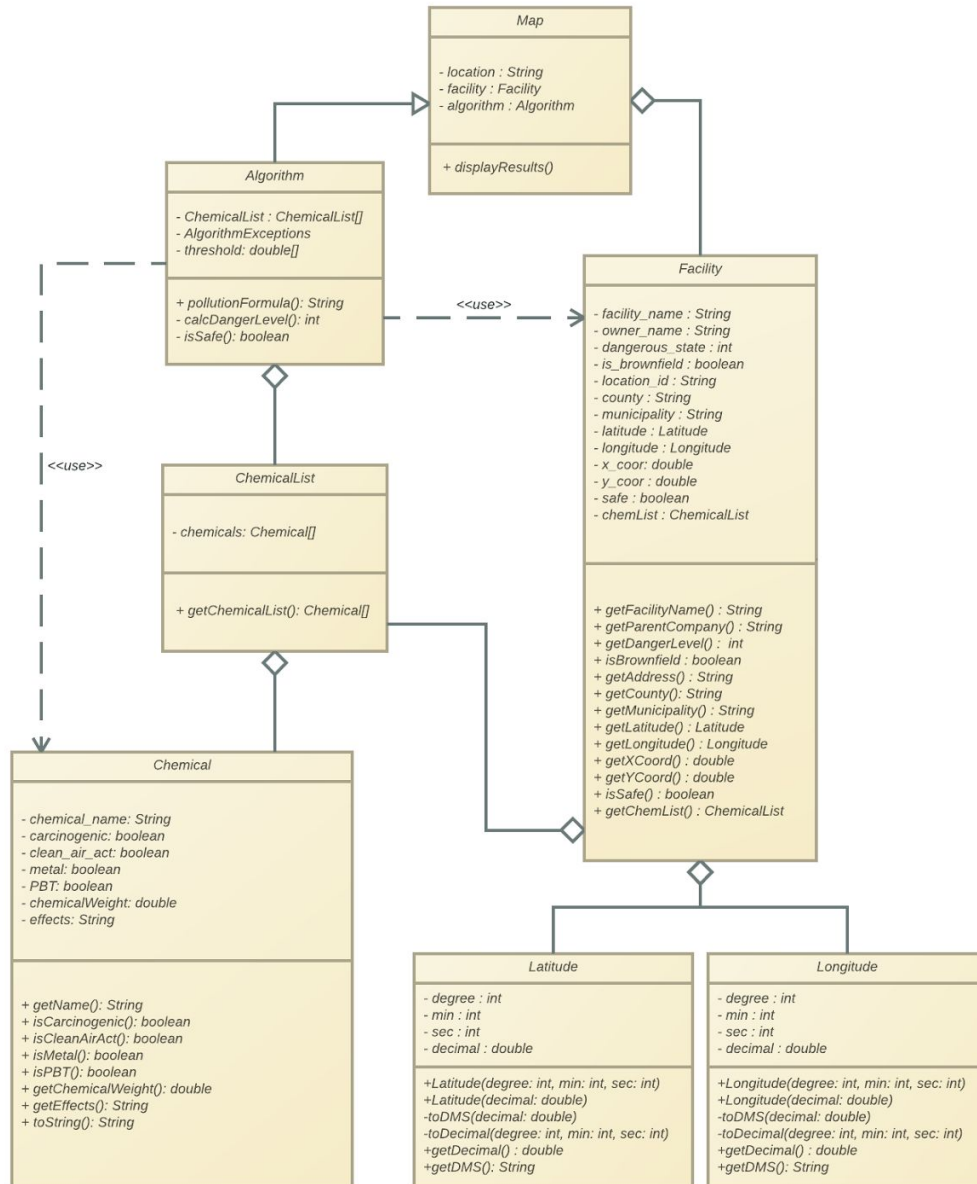 Map
- location : String
- facility : Facility
- algorithm : Algorithm
+ displayResults()
Algorithm
- ChemicalList : ChemicalList[]
- AlgorithmExceptions
- threshold: double[]
+ pollutionFormula(): String
- calcDangerLevel(): int
- isSafe(): boolean
<<use>>
Facility
- facility_name : String
- owner_name : String
- dangerous_state : int
- is_brownfield : boolean
- location_id : String
- county : String
- municipality : String
- latitude : Latitude
- longitude : Longitude
- x_coor: double
- y_coor : double
- safe : boolean
- chemList : ChemicalList
+ getFacilityName() : String
+ getParentCompany() : String
+ getDangerLevel() :  int
+ isBrownfield : boolean
+ getAddress() : String
+ getCounty(): String
+ getMunicipality() : String
+ getLatitude() : Latitude
+ getLongitude() : Longitude
+ getXCoord() : double
+ getYCoord() : double
+ isSafe() : boolean
+ getChemList() : ChemicalList
<<use>>
ChemicalList
- chemicals: Chemical[]
+ getChemicalList(): Chemical[]
Chemical
- chemical_name: String
- carcinogenic: boolean
- clean_air_act: boolean
- metal: boolean
- PBT: boolean
- chemicalWeight: double
- effects: String
+ getName(): String
+ isCarcinogenic(): boolean
+ isCleanAirAct(): boolean
+ isMetal(): boolean
+ isPBT(): boolean
+ getChemicalWeight(): double
+ getEffects(): String
+ toString(): String
Latitude
- degree : int
- min : int
- sec : int
- decimal : double
+Latitude(degree: int, min: int, sec: int)
+Latitude(decimal: double)
-toDMS(decimal: double)
-toDecimal(degree: int, min: int, sec: int)
+getDecimal() : double
+getDMS(): String
Longitude
- degree : int
- min : int
- sec : int
- decimal : double
+Longitude(degree: int, min: int, sec: int)
+Longitude(decimal: double)
-toDMS(decimal: double)
-toDecimal(degree: int, min: int, sec: int)
+getDecimal() : double
+getDMS(): String